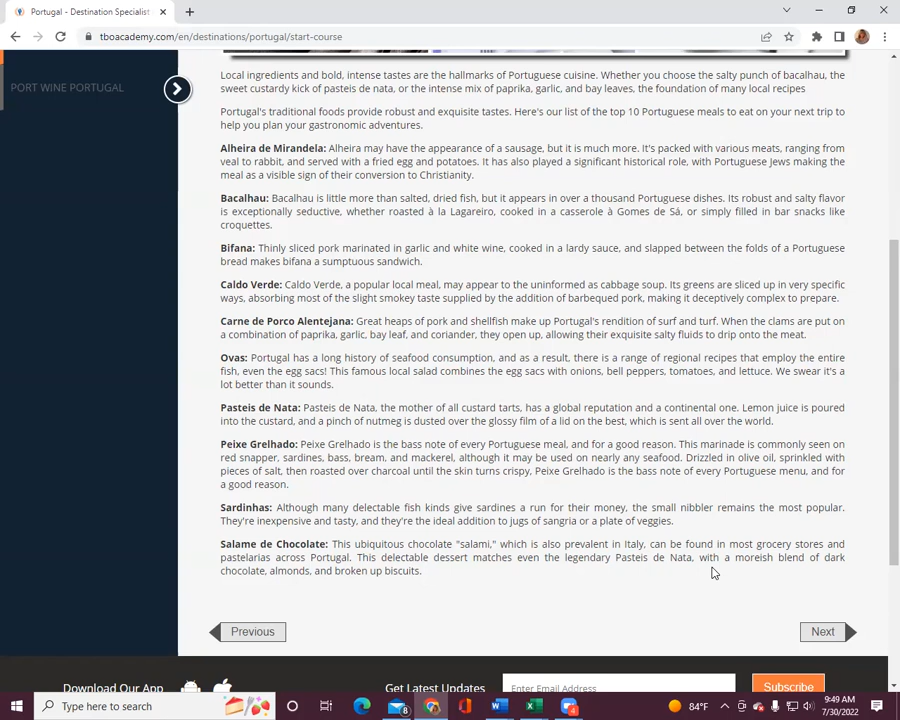 Portugal - Destination Specialist
tboacademy.com/en/destinations/portugal/start-course
PORT WINE PORTUGAL
Local ingredients and bold, intense tastes are the hallmarks of Portuguese cuisine. Whether you choose the salty punch of bacalhau, the
sweet custardy kick of pasteis de nata, or the intense mix of paprika, garlic, and bay leaves, the foundation of many local recipes
Portugal's traditional foods provide robust and exquisite tastes. Here's our list of the top 10 Portuguese meals to eat on your next trip to
help you plan your gastronomic adventures.
Alheira de Mirandela: Alheira may have the appearance of a sausage, but it is much more. It's packed with various meats, ranging from
veal to rabbit, and served with a fried egg and potatoes. It has also played a significant historical role, with Portuguese Jews making the
meal as a visible sign of their conversion to Christianity.
Bacalhau: Bacalhau is little more than salted, dried fish, but it appears in over a thousand Portuguese dishes. Its robust and salty flavor
is exceptionally seductive, whether roasted à la Lagareiro, cooked in a casserole à Gomes de Sá, or simply filled in bar snacks like
croquettes.
Bifana: Thinly sliced pork marinated in garlic and white wine, cooked in a lardy sauce, and slapped between the folds of a Portuguese
bread makes bifana a sumptuous sandwich.
Caldo Verde: Caldo Verde, a popular local meal, may appear to the uninformed as cabbage soup. Its greens are sliced up in very specific
ways, absorbing most of the slight smokey taste supplied by the addition of barbequed pork, making it deceptively complex to prepare.
Carne de Porco Alentejana: Great heaps of pork and shellfish make up Portugal's rendition of surf and turf. When the clams are put on
a combination of paprika, garlic, bay leaf, and coriander, they open up, allowing their exquisite salty fluids to drip onto the meat.
Ovas: Portugal has a long history of seafood consumption, and as a result, there is a range of regional recipes that employ the entire
fish, even the egg sacs! This famous local salad combines the egg sacs with onions, bell peppers, tomatoes, and lettuce. We swear it's a
lot better than it sounds.
Pasteis de Nata: Pasteis de Nata, the mother of all custard tarts, has a global reputation and a continental one. Lemon juice is poured
into the custard, and a pinch of nutmeg is dusted over the glossy film of a lid on the best, which is sent all over the world.
Peixe Grelhado: Peixe Grelhado is the bass note of every Portuguese meal, and for a good reason. This marinade is commonly seen on
red snapper, sardines, bass, bream, and mackerel, although it may be used on nearly any seafood. Drizzled in olive oil, sprinkled with
pieces of salt, then roasted over charcoal until the skin turns crispy, Peixe Grelhado is the bass note of every Portuguese menu, and for
a good reason.
Sardinhas: Although many delectable fish kinds give sardines a run for their money, the small nibbler remains the most popular.
They're inexpensive and tasty, and they're the ideal addition to jugs of sangria or a plate of veggies.
Salame de Chocolate: This ubiquitous chocolate "salami," which is also prevalent in Italy, can be found in most grocery stores and
pastelarias across Portugal. This delectable dessert matches even the legendary Pasteis de Nata, with a moreish blend of dark
chocolate, almonds, and broken up biscuits.
Previous
Next
Download Our App
Get Latest Updates
Enter Email Address
Subscribe
Type here to search
8
84°F
9:49 AM
7/30/2022